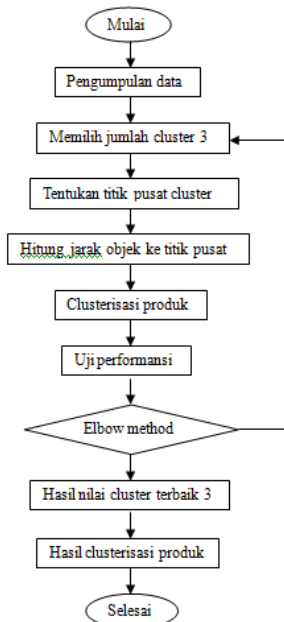 Mulai
Pengumpulan data
Memilih jumlah cluster 3
Tentukan titik pusat cluster
Hitung jarak objek ke titik pusat
Clusterisasi produk
Uji performansi
Elbow method
Hasil nilai cluster terbaik 3
Hasil clusterisasi produk
Selesai